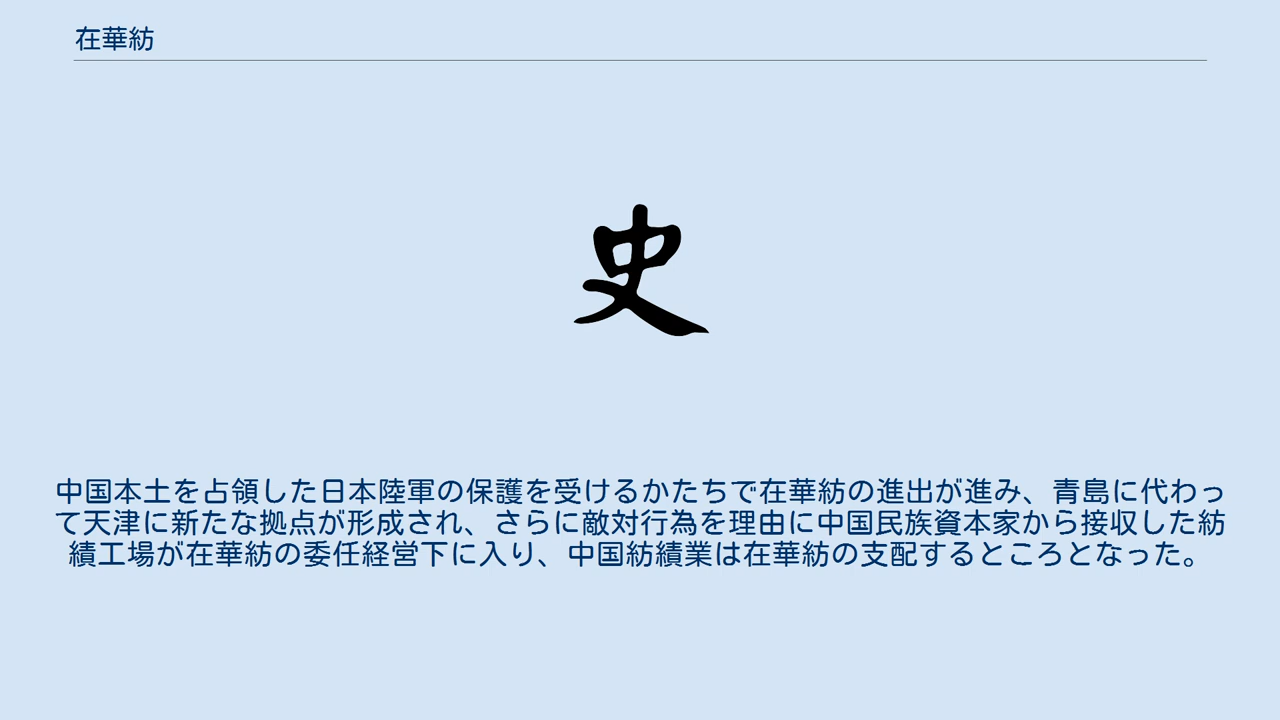 在華紡
史
中国本土を占領した日本陸軍の保護を受けるかたちで在華紡の進出が進み、青島に代わっ
て天津に新たな拠点が形成され、さらに敵対行為を理由に中国民族資本家から接収した紡
績工場が在華紡の委任経営下に入り、中国紡績業は在華紡の支配するところとなった。